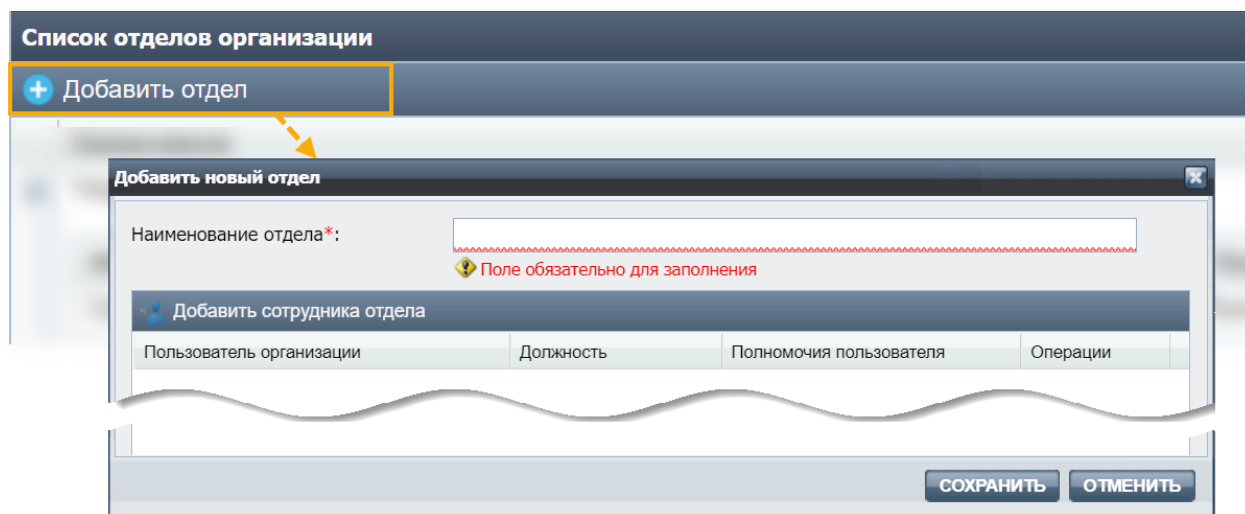 Список отделов организации
Добавить отдел
Добавить новый отдел
Наименование отдела*:
Поле обязательно для заполнения
Добавить сотрудника отдела
Пользователь организации Должность Полномочия пользователя Операции
СОХРАНИТЬ ОТМЕНИТЬ